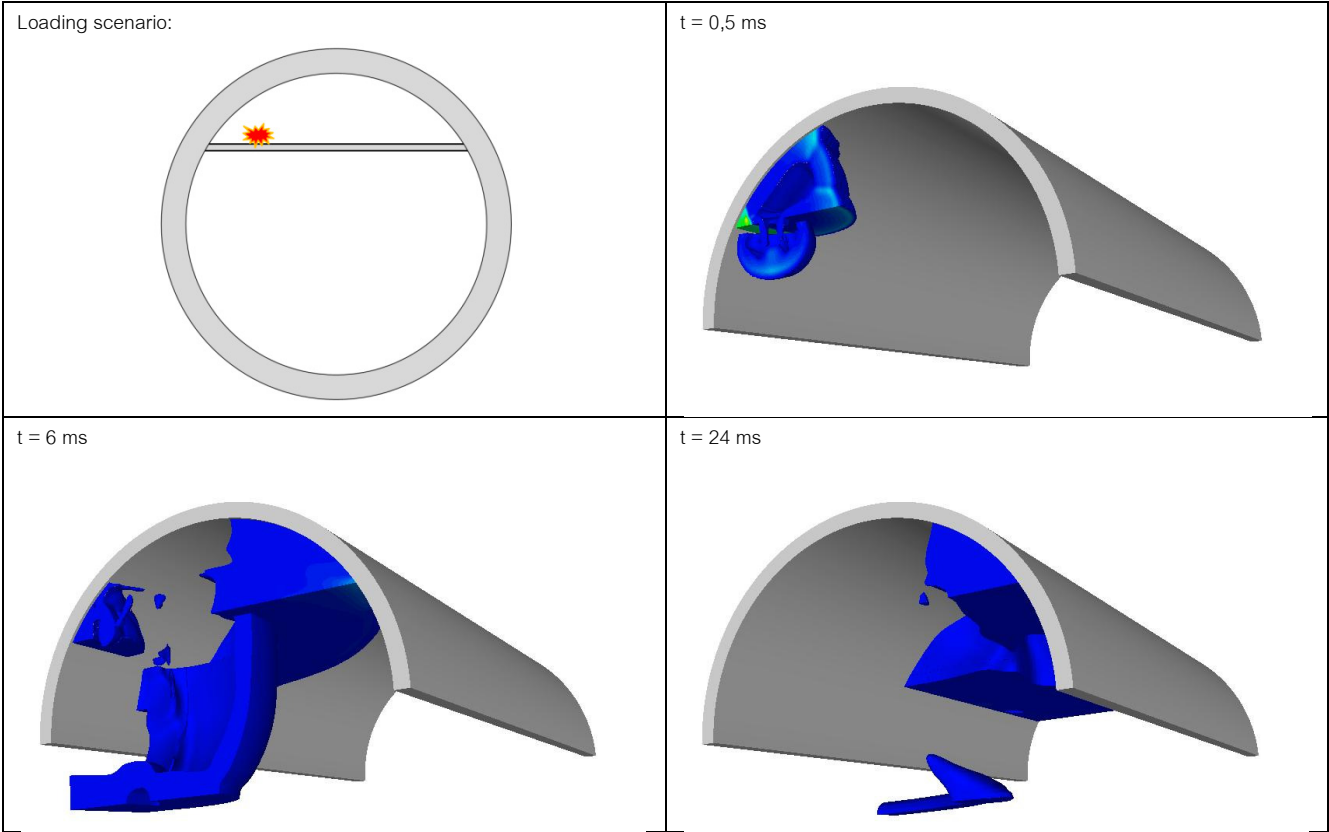 Loading scenario:
t = 0,5 ms
t = 6 ms
t = 24 ms